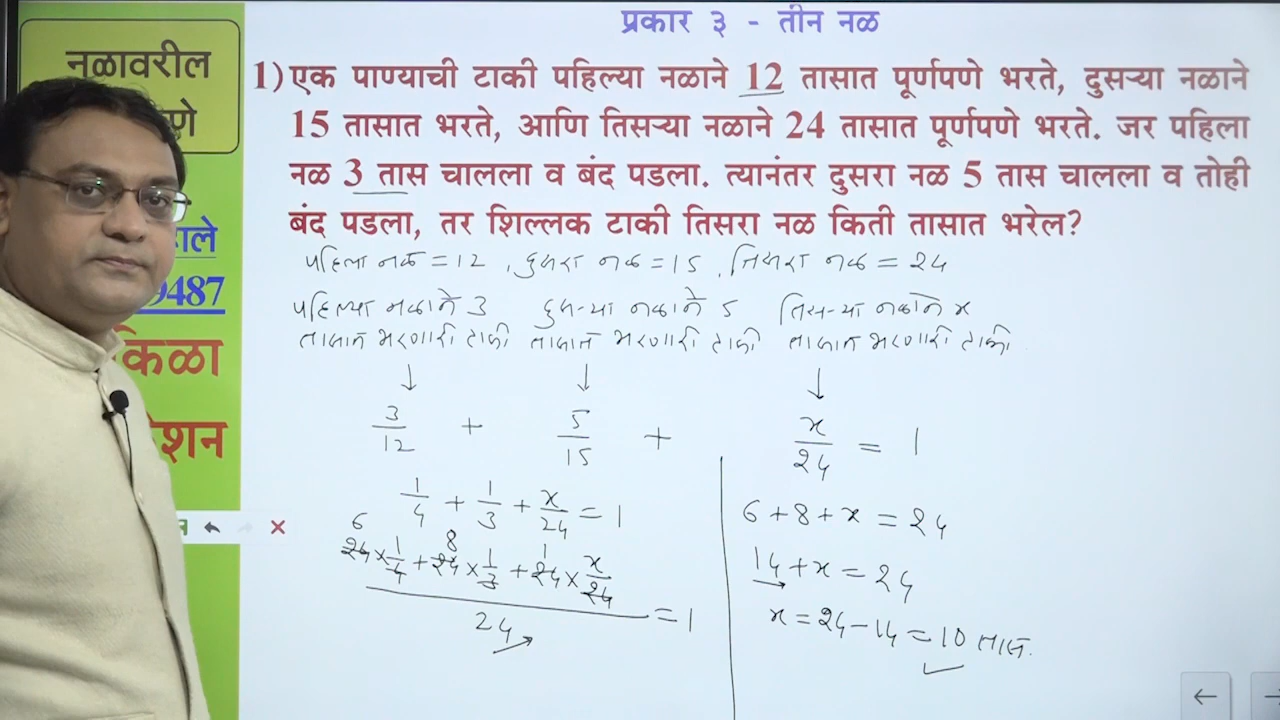 प्रकार ३ - तीन नळ
नळावरील
1) एक पाण्याची टाकी पहिल्या नळाने 12 तासात पूर्णपणे भरते, दुसऱ्या नळाने
15 तासात भरते, आणि तिसऱ्या नळाने 24 तासात पूर्णपणे भरते. जर पहिला
नळ 3 तास चालला व बंद पडला. त्यानंतर दुसरा नळ 5 तास चालला व तोही
बंद पडला, तर शिल्लक टाकी तिसरा नळ किती तासात भरेल?
9487
किळा
पहिला नळ = 12 , दुसरा नळ = 15 , तिसरा नळ = 24
पहिल्या नळाने 3 दुसऱ्या नळाने 5 तिसऱ्या नळाने x
तासात भरणारी टाकी तासात भरणारी टाकी तासात भरणारी टाकी
↓ ↓ ↓
3/12 + 5/15 + x/24 = 1
1/4 + 1/3 + x/24 = 1
6 8 1
24 × 1/4 + 24 × 1/3 + 24 × x/24
24
= 1
6 + 8 + x = 24
14 + x = 24
x = 24 - 14 = 10 तास.